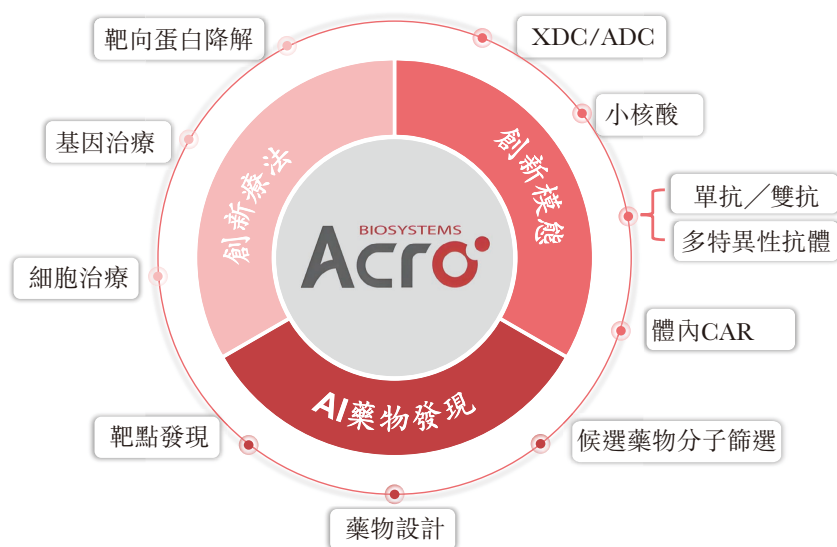 靶向蛋白降解
XDC/ADC
基因治療
小核酸
單抗／雙抗
多特異性抗體
細胞治療
體內CAR
靶點發現
候選藥物分子篩選
藥物設計
創新療法
創新模態
AI藥物發現
BIOSYSTEMS
Acro